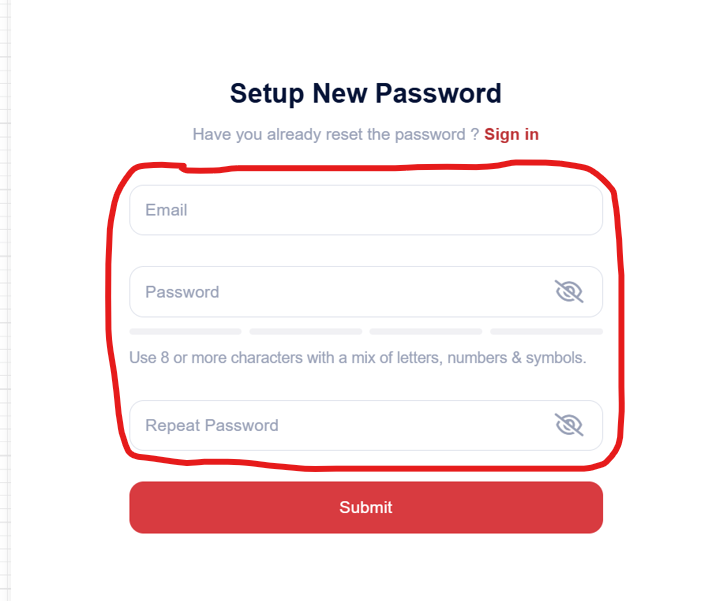 Setup New Password
Have you already reset the password ? Sign in
Email
Password
Use 8 or more characters with a mix of letters, numbers & symbols.
Repeat Password
Submit